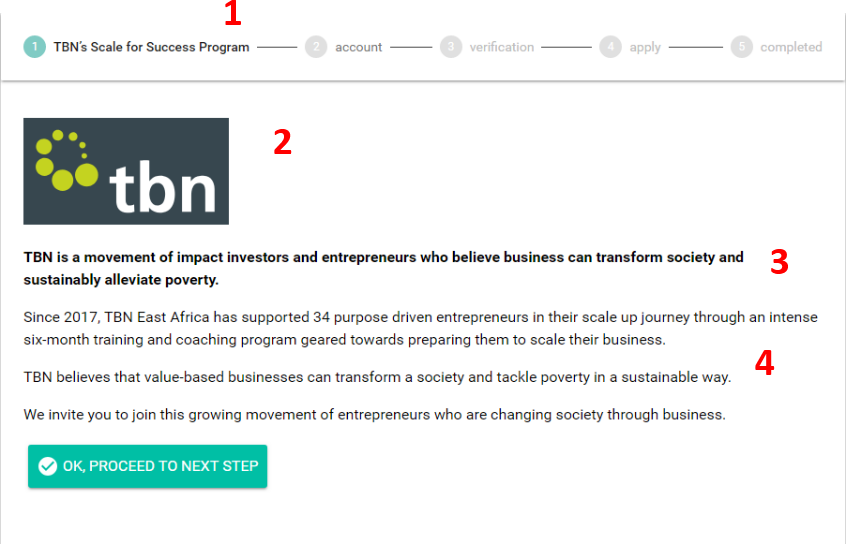 1
1 TBN's Scale for Success Program 2 account 3 verification 4 apply 5 completed
tbn
2
TBN is a movement of impact investors and entrepreneurs who believe business can transform society and
sustainably alleviate poverty.
3
Since 2017, TBN East Africa has supported 34 purpose driven entrepreneurs in their scale up journey through an intense
six-month training and coaching program geared towards preparing them to scale their business.
4
TBN believes that value-based businesses can transform a society and tackle poverty in a sustainable way.
We invite you to join this growing movement of entrepreneurs who are changing society through business.
OK, PROCEED TO NEXT STEP